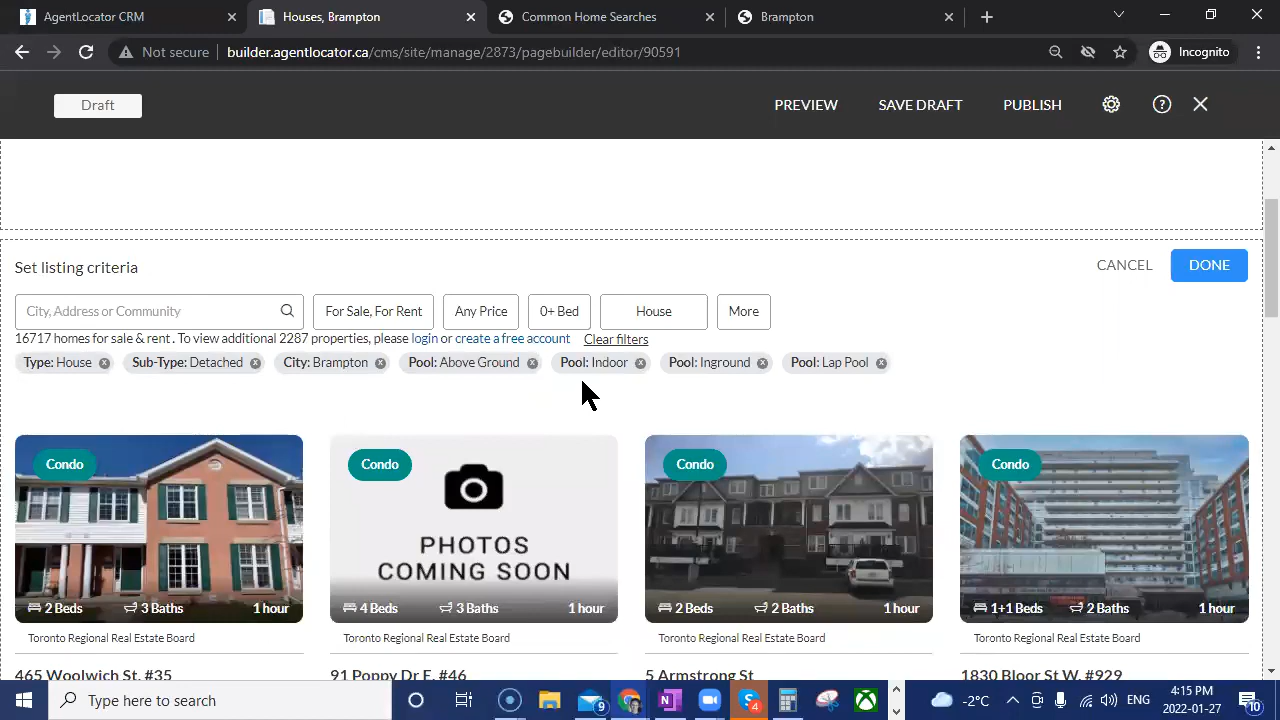 AgentLocator CRM
Houses, Brampton
Common Home Searches
Brampton
Not secure
builder.agentlocator.ca/cms/site/manage/2873/pagebuilder/editor/90591
Incognito
Draft
PREVIEW
SAVE DRAFT
PUBLISH
Set listing criteria
CANCEL
DONE
City, Address or Community
For Sale, For Rent
Any Price
0+ Bed
House
More
16717 homes for sale & rent . To view additional 2287 properties, please login or create a free account
Clear filters
Type: House
Sub-Type: Detached
City: Brampton
Pool: Above Ground
Pool: Indoor
Pool: Inground
Pool: Lap Pool
Condo
Condo
Condo
Condo
PHOTOS
COMING SOON
2 Beds
3 Baths
1 hour
4 Beds
3 Baths
1 hour
2 Beds
2 Baths
1 hour
1+1 Beds
2 Baths
1 hour
Toronto Regional Real Estate Board
Toronto Regional Real Estate Board
Toronto Regional Real Estate Board
Toronto Regional Real Estate Board
465 Woolwich St, #35
91 Poppy Dr E, #46
5 Armstrong St
1830 Bloor St W, #929
Type here to search
9
4
-2°C
ENG
4:15 PM
2022-01-27
10